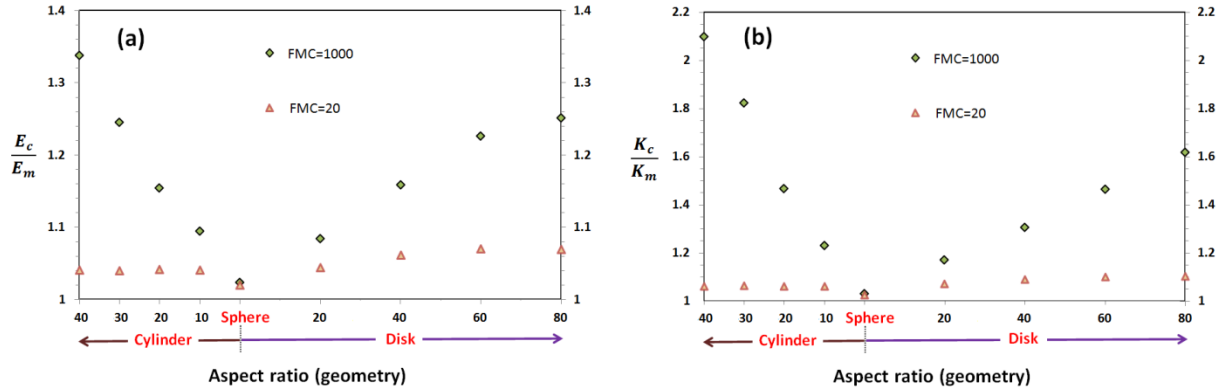 (a)
FMC=1000
FMC=20
E_c
E_m
1.4
1.3
1.2
1.1
1
1.4
1.3
1.2
1.1
1
40 30 20 10 Sphere 20 40 60 80
Cylinder Disk
Aspect ratio (geometry)
(b)
FMC=1000
FMC=20
K_c
K_m
2.2
2
1.8
1.6
1.4
1.2
1
2.2
2
1.8
1.6
1.4
1.2
1
40 30 20 10 Sphere 20 40 60 80
Cylinder Disk
Aspect ratio (geometry)